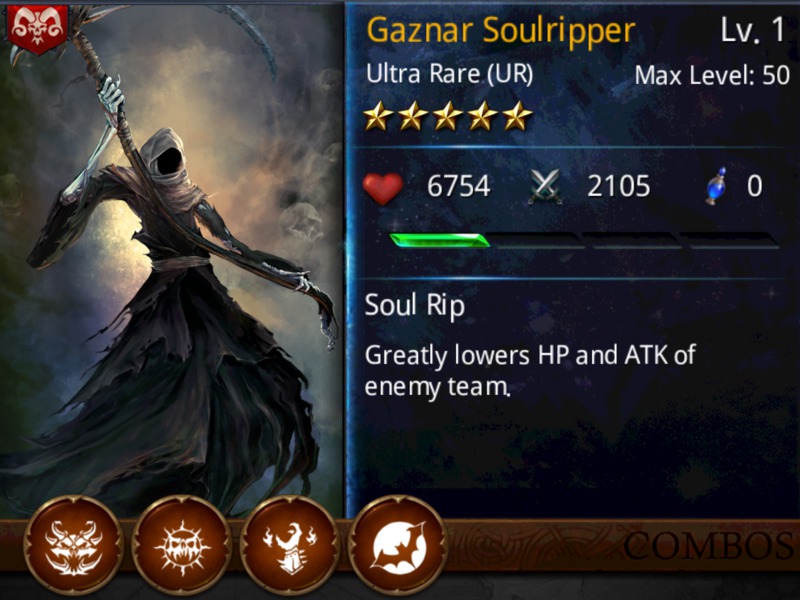 Gaznar Soulripper Lv. 1
Ultra Rare (UR) Max Level: 50
6754 2105 0
Soul Rip
Greatly lowers HP and ATK of
enemy team.
COMBOS